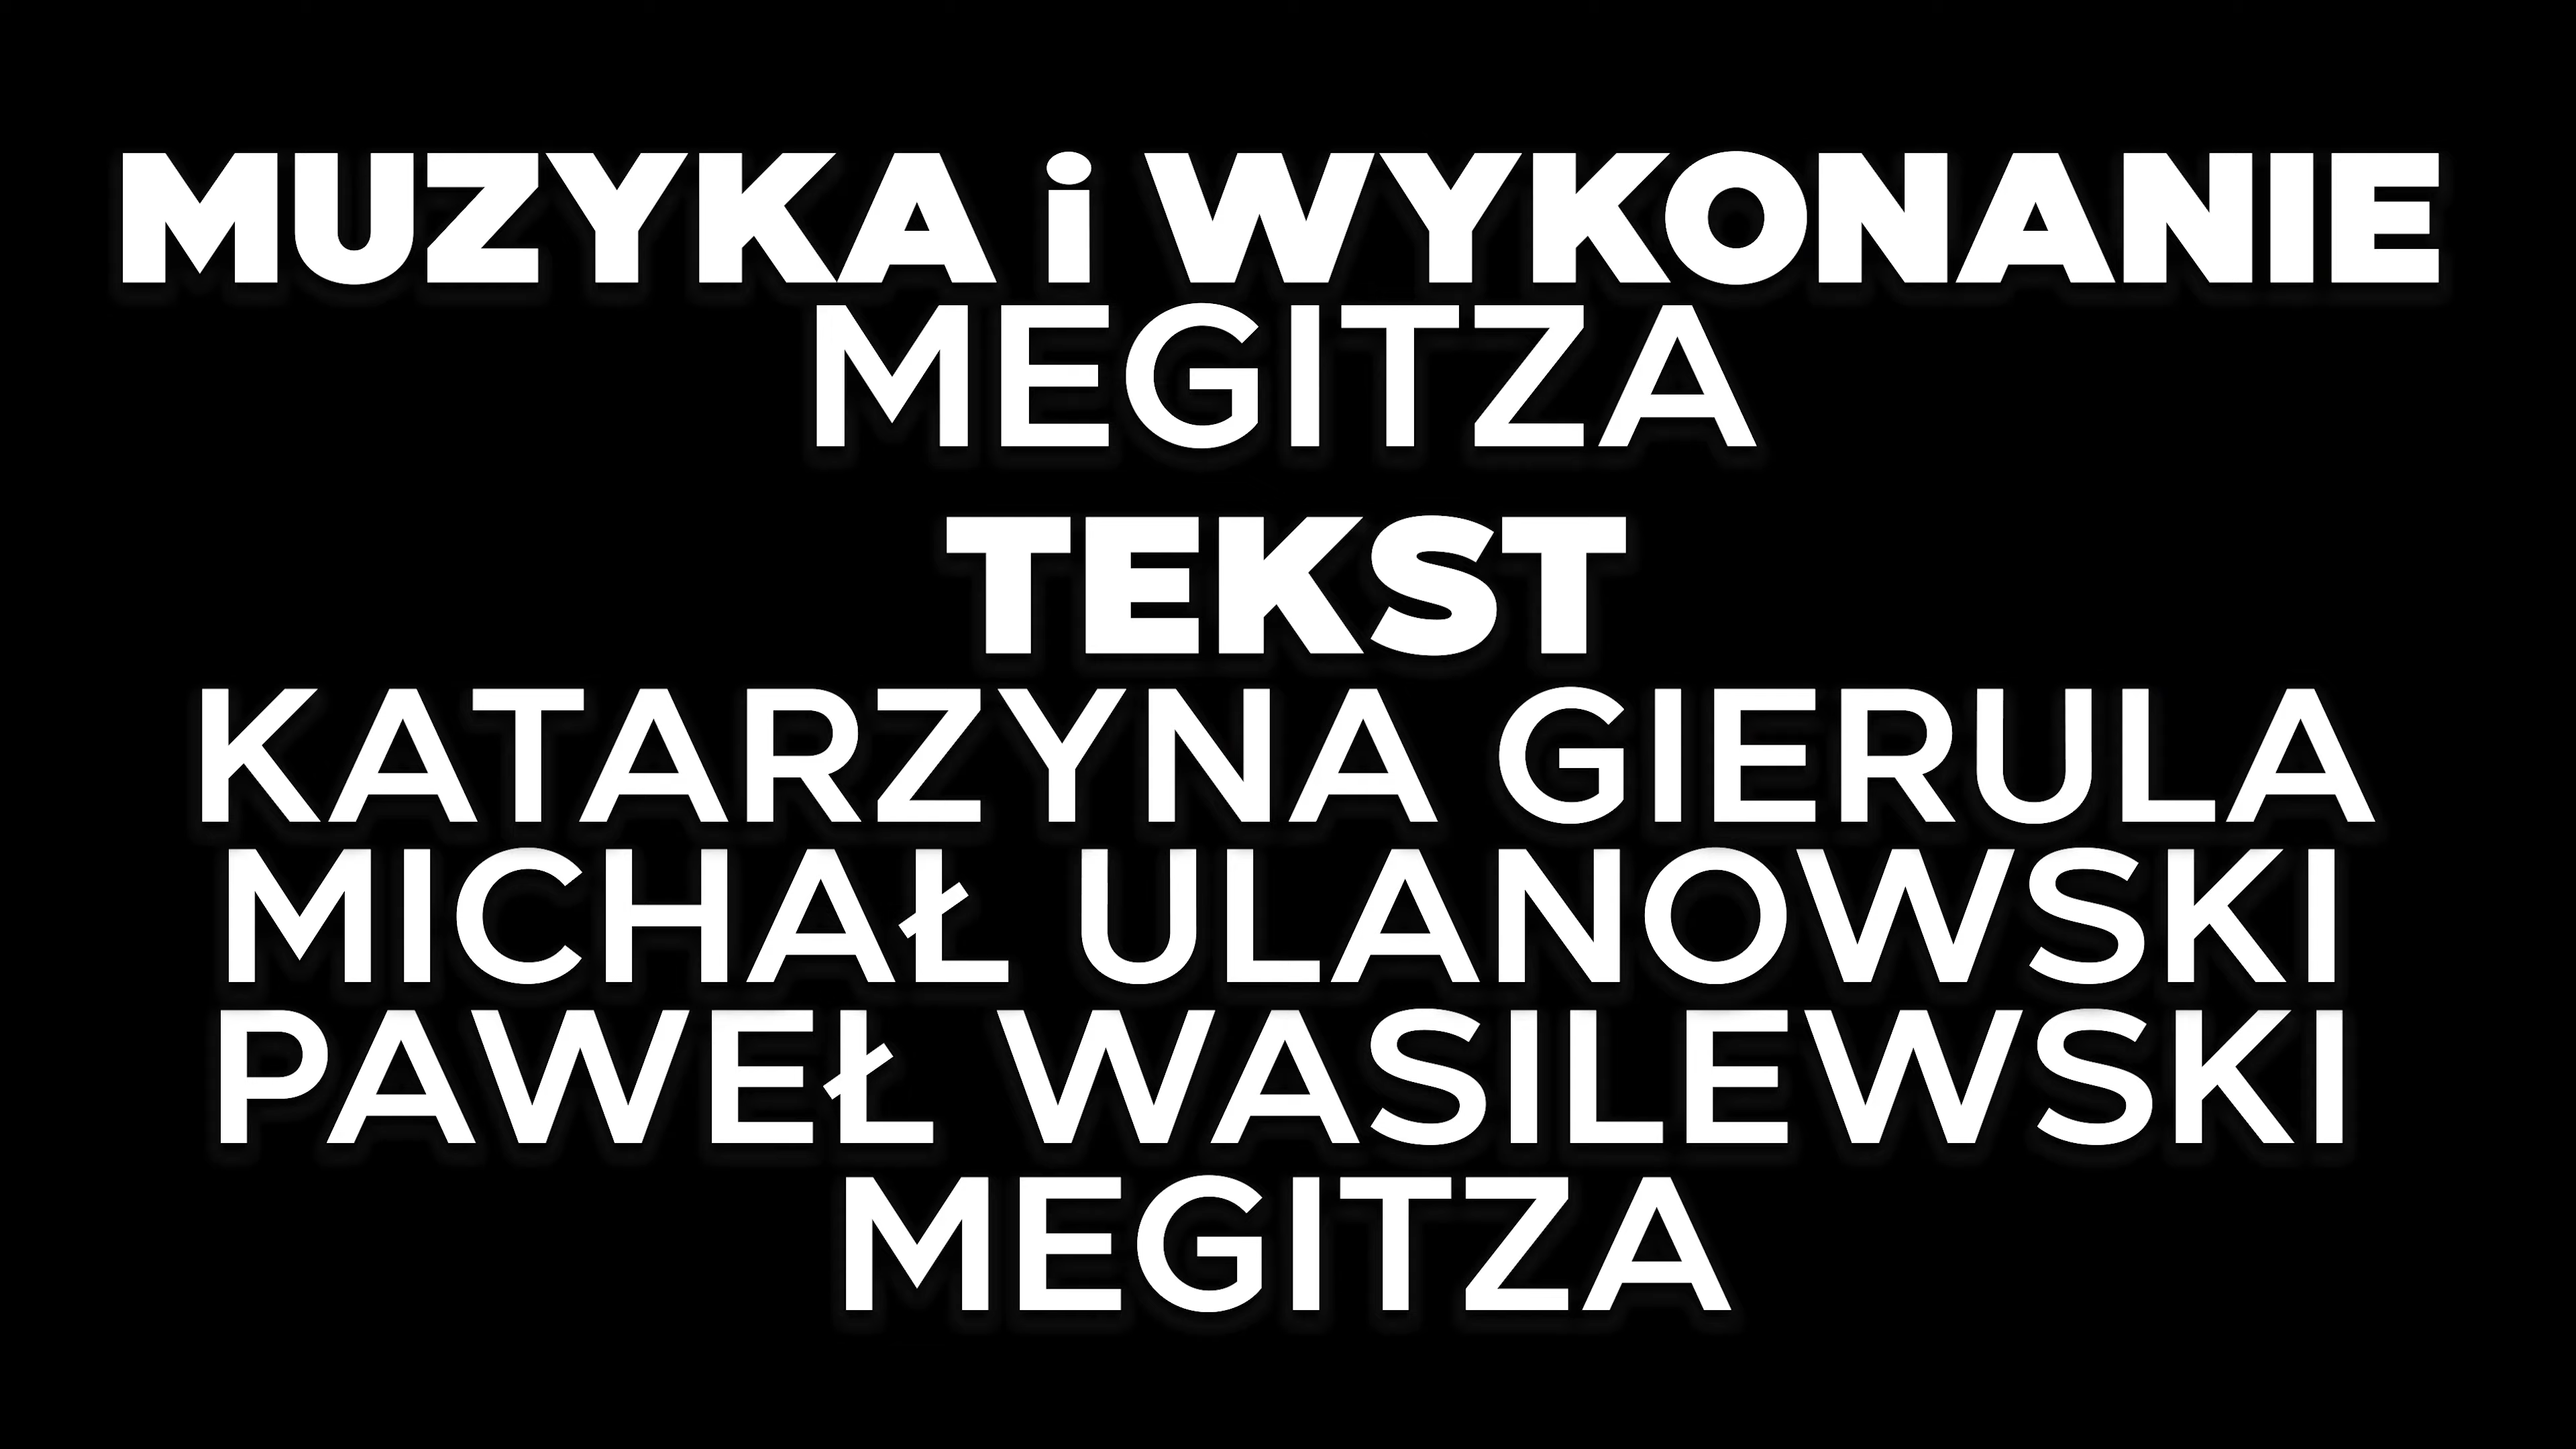 MUZYKA i WYKONANIE
MEGITZA
TEKST
KATARZYNA GIERULA
MICHAŁ ULANOWSKI
PAWEŁ WASILEWSKI
MEGITZA